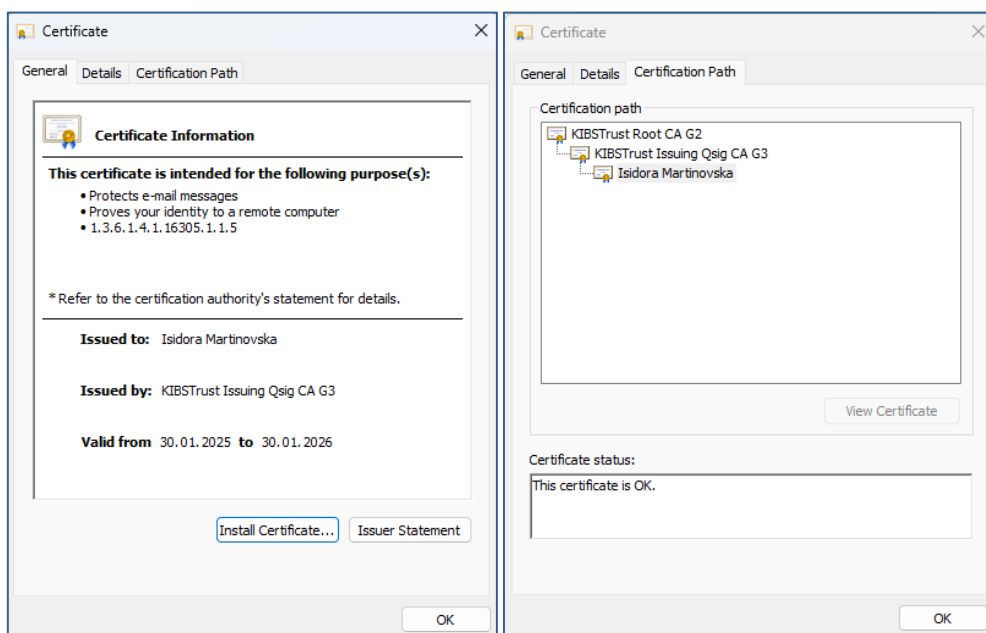 Certificate
General Details Certification Path
Certificate Information
This certificate is intended for the following purpose(s):
• Protects e-mail messages
• Proves your identity to a remote computer
• 1.3.6.1.4.1.16305.1.1.5
* Refer to the certification authority's statement for details.
Issued to: Isidora Martinovska
Issued by: KIBSTrust Issuing Qsig CA G3
Valid from 30.01.2025 to 30.01.2026
Install Certificate... Issuer Statement
OK
Certificate
General Details Certification Path
Certification path
KIBSTrust Root CA G2
KIBSTrust Issuing Qsig CA G3
Isidora Martinovska
View Certificate
Certificate status:
This certificate is OK.
OK